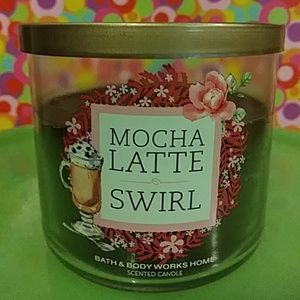 MOCHA
LATTE
SWIRL
BATH & BODY WORKS HOME
SCENTED CANDLE